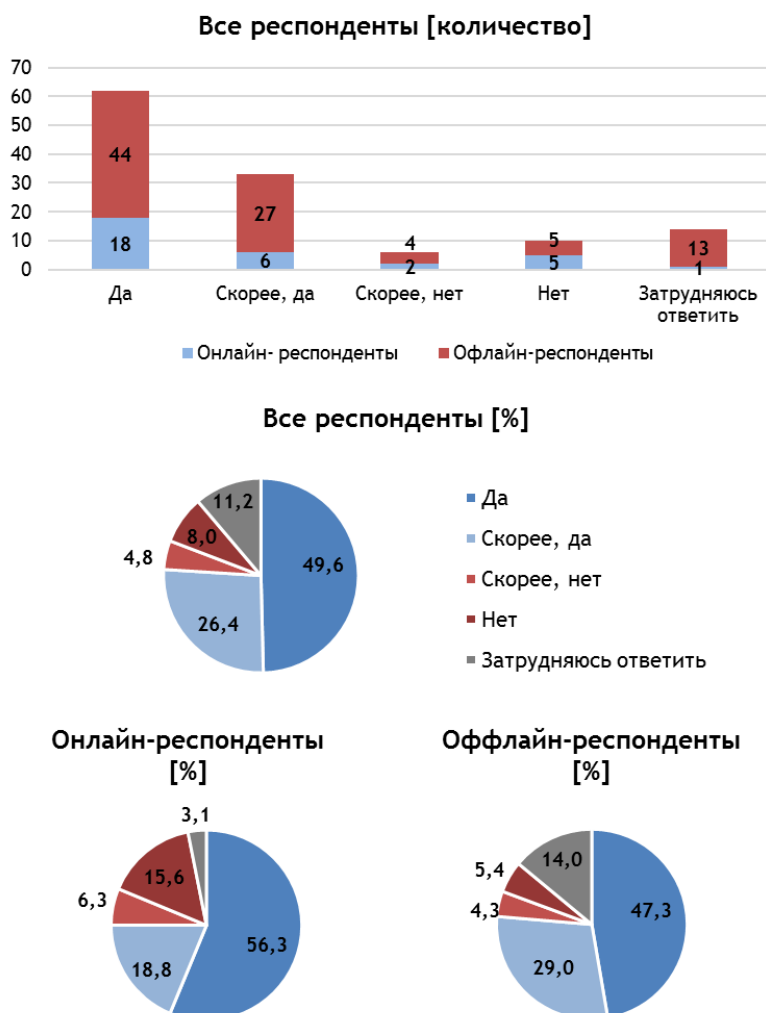 Все респонденты [количество]
70
60
50
40
30
20
10
0
44
18
27
6
4
2
5
5
13
1
Да
Скорее, да
Скорее, нет
Нет
Затрудняюсь
ответить
Онлайн- респонденты
Офлайн-респонденты
Все респонденты [%]
11,2
8,0
4,8
49,6
26,4
Да
Скорее, да
Скорее, нет
Нет
Затрудняюсь ответить
Онлайн-респонденты
[%]
3,1
15,6
6,3
18,8
56,3
Оффлайн-респонденты
[%]
14,0
5,4
4,3
47,3
29,0